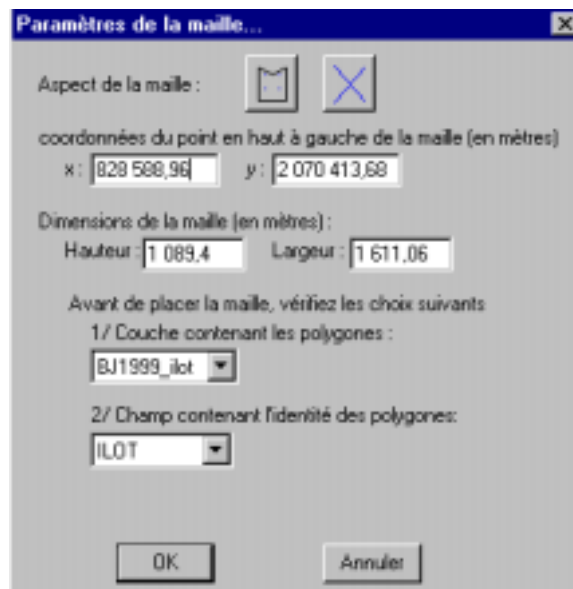 Paramètres de la maille...
Aspect de la maille :
coordonnées du point en haut à gauche de la maille (en mètres)
x : 828 588,96 y : 2 070 413,68
Dimensions de la maille (en mètres) :
Hauteur : 1 089,4 Largeur : 1 611,06
Avant de placer la maille, vérifiez les choix suivants
1/ Couche contenant les polygones :
BJ1999_ilot
2/ Champ contenant l'identité des polygones:
ILOT
OK Annuler